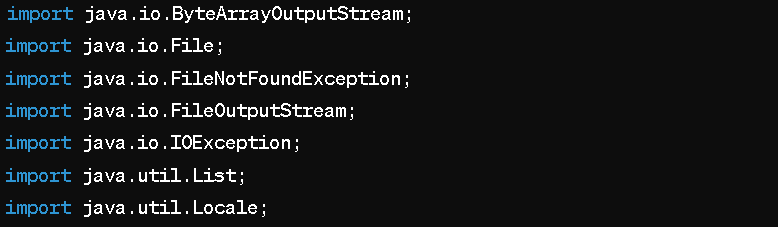 import java.io.ByteArrayOutputStream;
import java.io.File;
import java.io.FileNotFoundException;
import java.io.FileOutputStream;
import java.io.IOException;
import java.util.List;
import java.util.Locale;